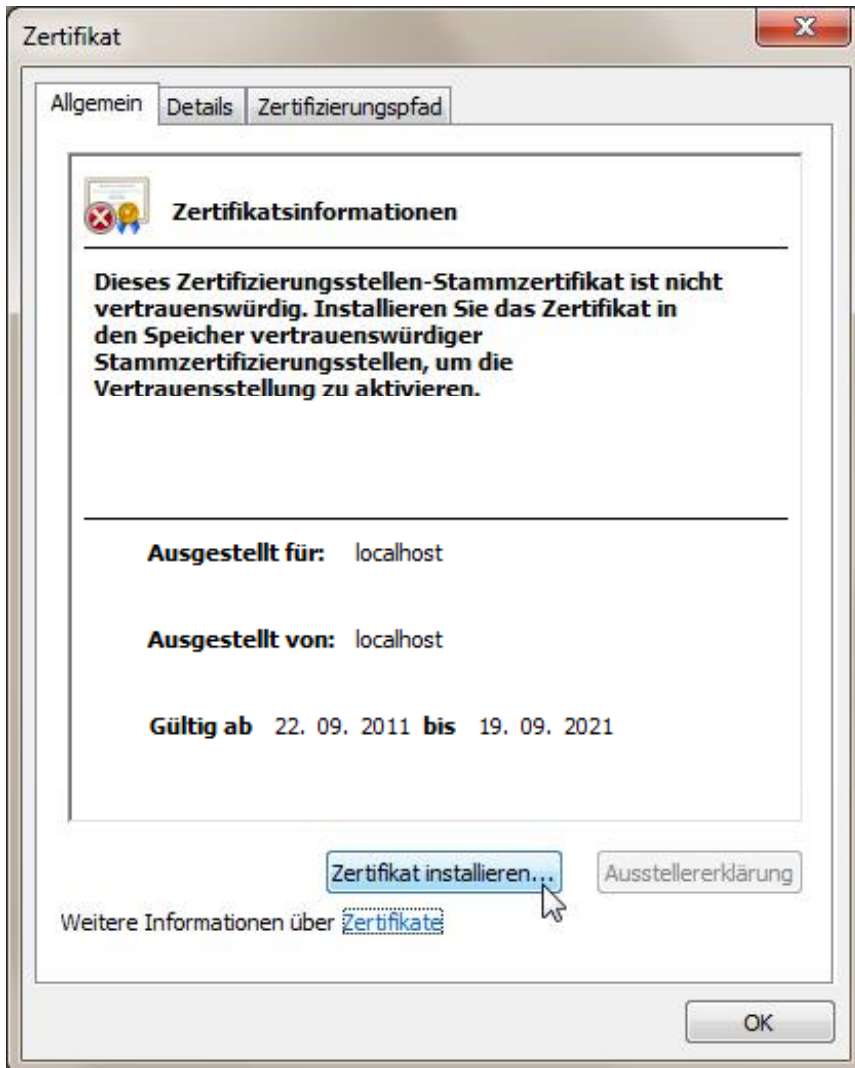 Zertifikat
Allgemein
Details
Zertifizierungspfad
Zertifikatsinformationen
Dieses Zertifizierungsstellen-Stammzertifikat ist nicht
vertrauenswürdig. Installieren Sie das Zertifikat in
den Speicher vertrauenswürdiger
Stammzertifizierungsstellen, um die
Vertrauensstellung zu aktivieren.
Ausgestellt für: localhost
Ausgestellt von: localhost
Gültig ab 22. 09. 2011 bis 19. 09. 2021
Zertifikat installieren...
Ausstellererklärung
Weitere Informationen über Zertifikate
OK